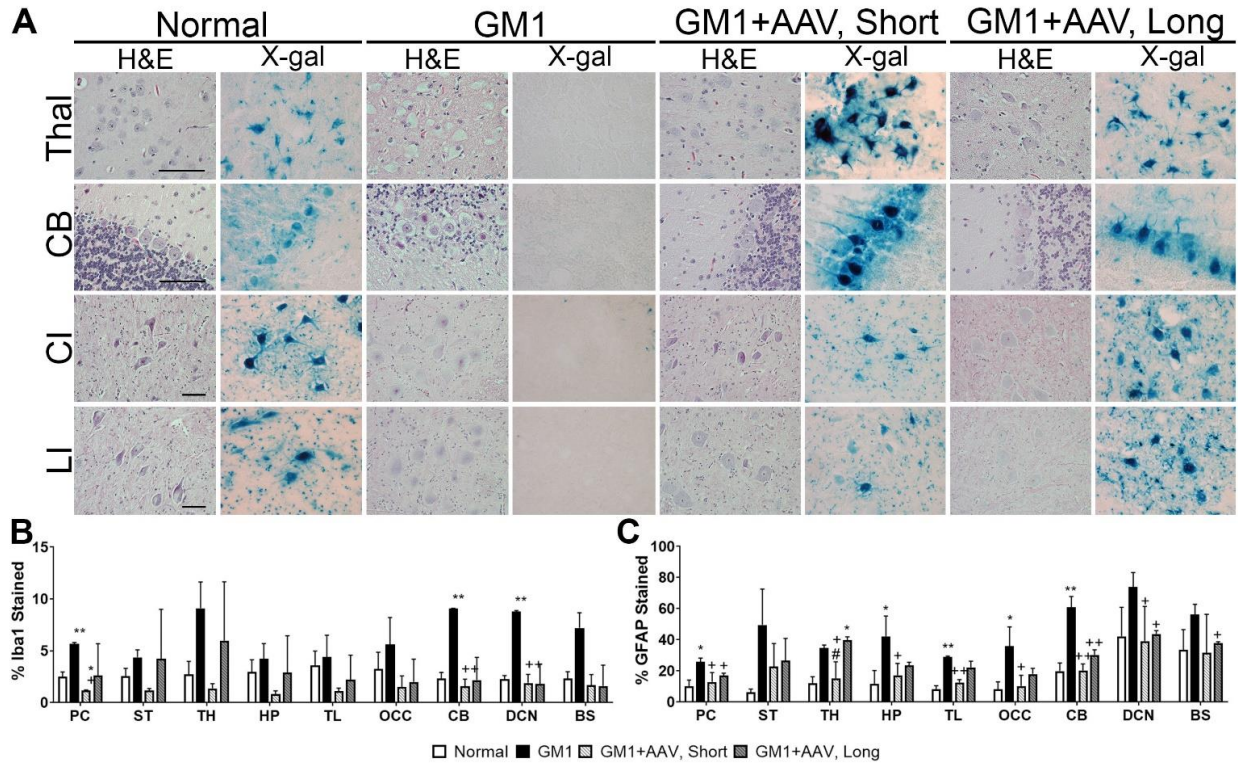 A
Normal GM1 GM1+AAV, Short GM1+AAV, Long
H&E X-gal H&E X-gal H&E X-gal H&E X-gal
Thal
CB
CI
LI
B
% Iba1 Stained
15
10
5
0
** ** **
* + ++ ++
PC ST TH HP TL OCC CB DCN BS
C
% GFAP Stained
100
80
60
40
20
0
* + + + # * * + ** ++ * + ** ++ ++ + + +
PC ST TH HP TL OCC CB DCN BS
Normal GM1 GM1+AAV, Short GM1+AAV, Long